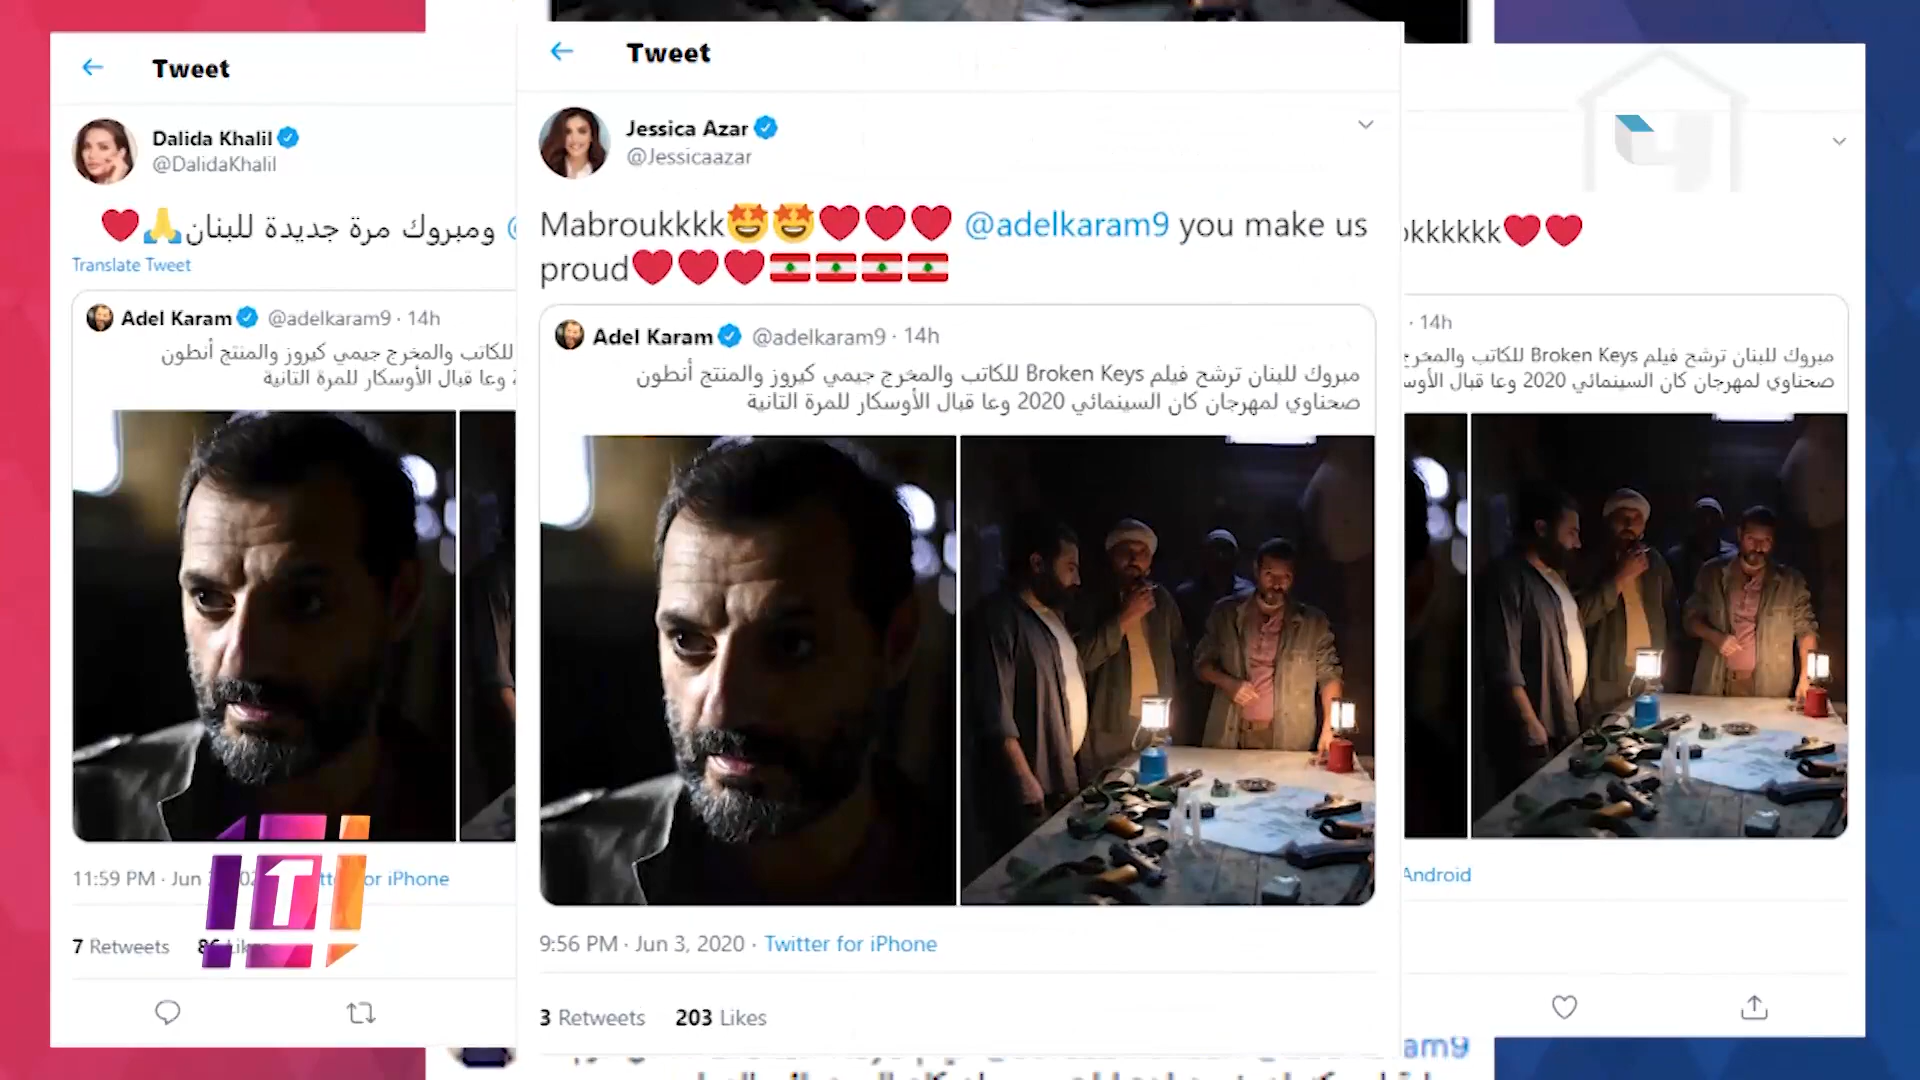 Tweet
Dalida Khalil
@DalidaKhalil
ومبروك مرة جديدة للبنان🙏❤️
Translate Tweet
Adel Karam @adelkaram9 · 14h
للكاتب والمخرج جيمي كيروز والمنتج أنطون
وعا قبال الأوسكار للمرة التانية
11:59 PM · Jun
or iPhone
7 Retweets
Tweet
Jessica Azar
@Jessicaazar
Mabroukkkk🤩🤩❤️❤️❤️ @adelkaram9 you make us
proud❤️❤️❤️🇱🇧🇱🇧🇱🇧🇱🇧
Adel Karam @adelkaram9 · 14h
مبروك للبنان ترشح فيلم Broken Keys للكاتب والمخرج جيمي كيروز والمنتج أنطون
صحناوي لمهرجان كان السينمائي 2020 وعا قبال الأوسكار للمرة التانية
9:56 PM · Jun 3, 2020 · Twitter for iPhone
3 Retweets 203 Likes
kkkkkk❤️❤️
· 14h
مبروك للبنان ترشح فيلم Broken Keys للكاتب والمخرج
صحناوي لمهرجان كان السينمائي 2020 وعا قبال
Android
am9